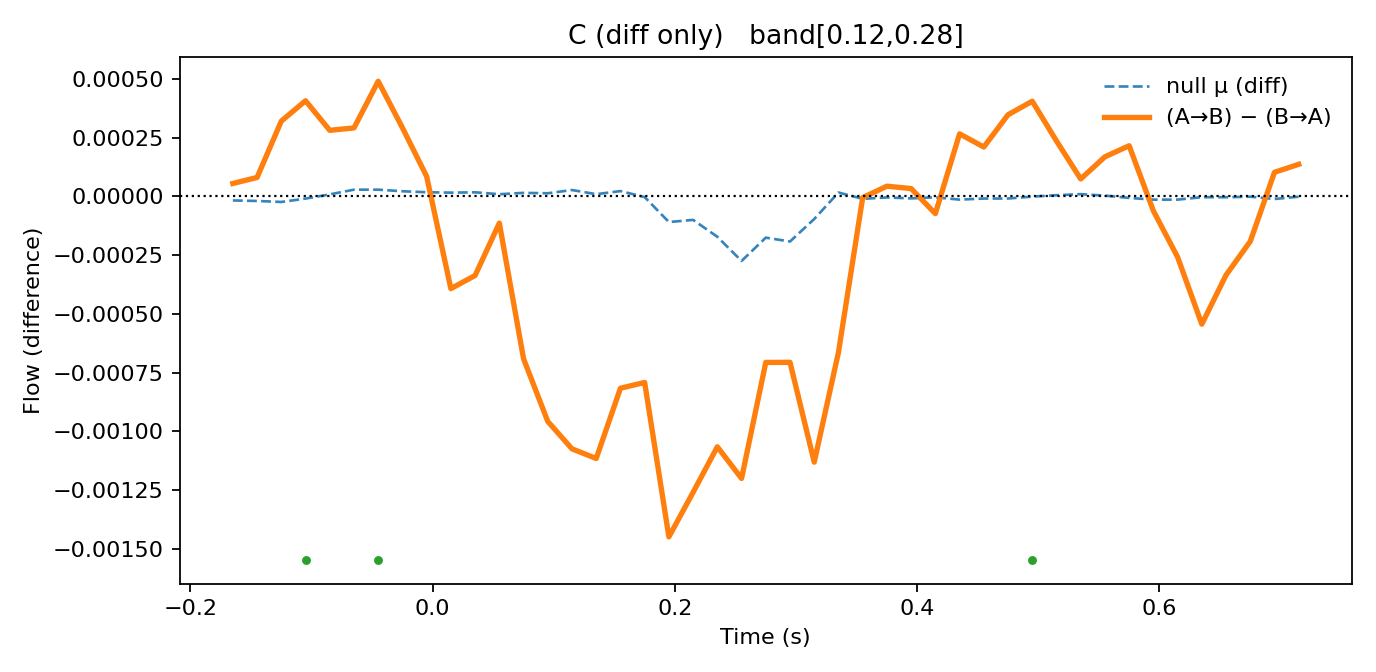 C (diff only)   band[0.12,0.28]
null μ (diff)
(A→B) − (B→A)
Flow (difference)
0.00050
0.00025
0.00000
−0.00025
−0.00050
−0.00075
−0.00100
−0.00125
−0.00150
−0.2 0.0 0.2 0.4 0.6
Time (s)